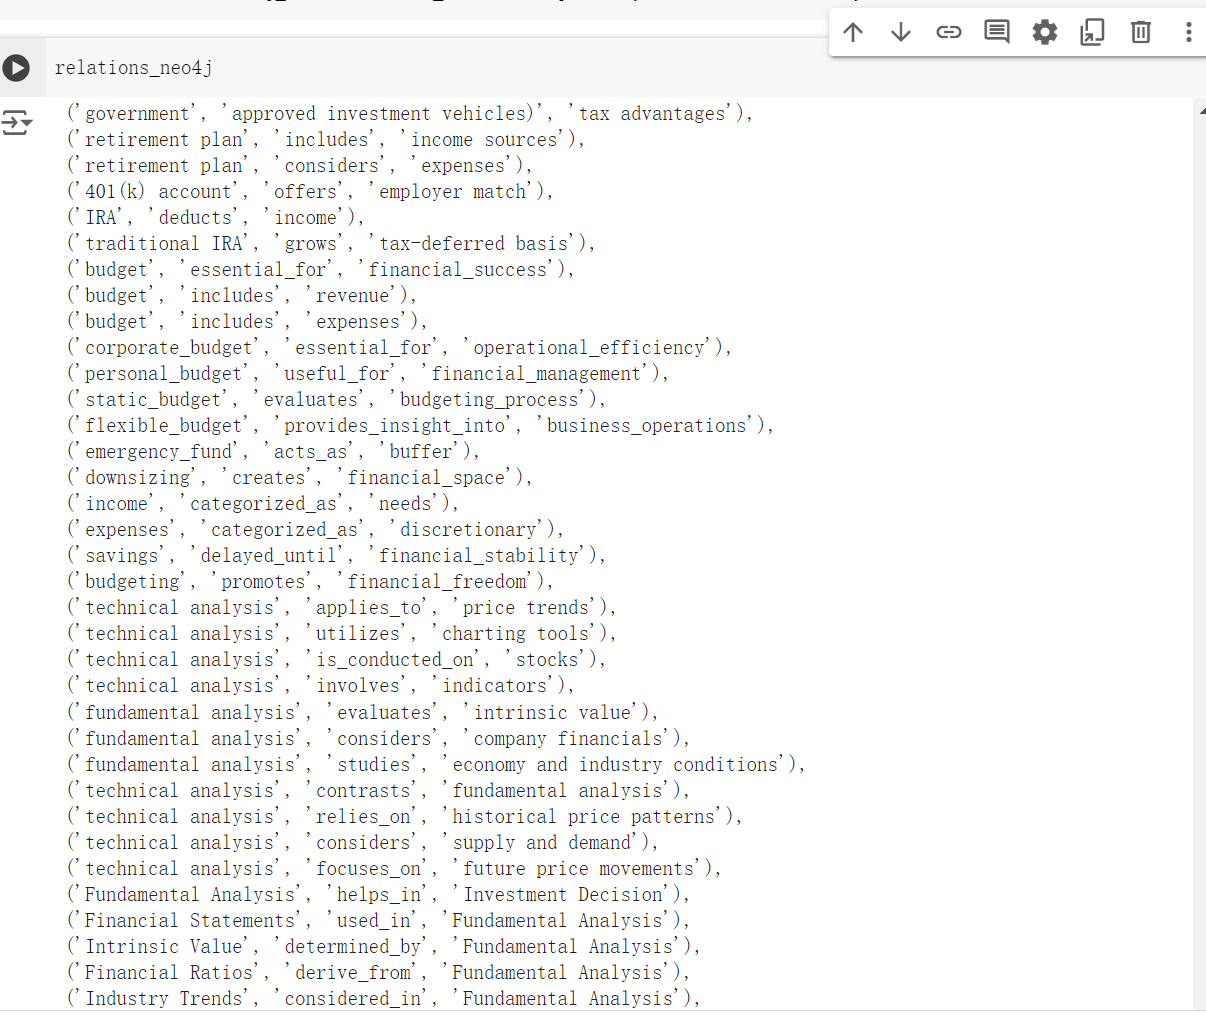 relations_neo4j
('government', 'approved investment vehicles)', 'tax advantages'),
('retirement plan', 'includes', 'income sources'),
('retirement plan', 'considers', 'expenses'),
('401(k) account', 'offers', 'employer match'),
('IRA', 'deducts', 'income'),
('traditional IRA', 'grows', 'tax-deferred basis'),
('budget', 'essential_for', 'financial_success'),
('budget', 'includes', 'revenue'),
('budget', 'includes', 'expenses'),
('corporate_budget', 'essential_for', 'operational_efficiency'),
('personal_budget', 'useful_for', 'financial_management'),
('static_budget', 'evaluates', 'budgeting_process'),
('flexible_budget', 'provides_insight_into', 'business_operations'),
('emergency_fund', 'acts_as', 'buffer'),
('downsizing', 'creates', 'financial_space'),
('income', 'categorized_as', 'needs'),
('expenses', 'categorized_as', 'discretionary'),
('savings', 'delayed_until', 'financial_stability'),
('budgeting', 'promotes', 'financial_freedom'),
('technical analysis', 'applies_to', 'price trends'),
('technical analysis', 'utilizes', 'charting tools'),
('technical analysis', 'is_conducted_on', 'stocks'),
('technical analysis', 'involves', 'indicators'),
('fundamental analysis', 'evaluates', 'intrinsic value'),
('fundamental analysis', 'considers', 'company financials'),
('fundamental analysis', 'studies', 'economy and industry conditions'),
('technical analysis', 'contrasts', 'fundamental analysis'),
('technical analysis', 'relies_on', 'historical price patterns'),
('technical analysis', 'considers', 'supply and demand'),
('technical analysis', 'focuses_on', 'future price movements'),
('Fundamental Analysis', 'helps_in', 'Investment Decision'),
('Financial Statements', 'used_in', 'Fundamental Analysis'),
('Intrinsic Value', 'determined_by', 'Fundamental Analysis'),
('Financial Ratios', 'derive_from', 'Fundamental Analysis'),
('Industry Trends', 'considered_in', 'Fundamental Analysis'),